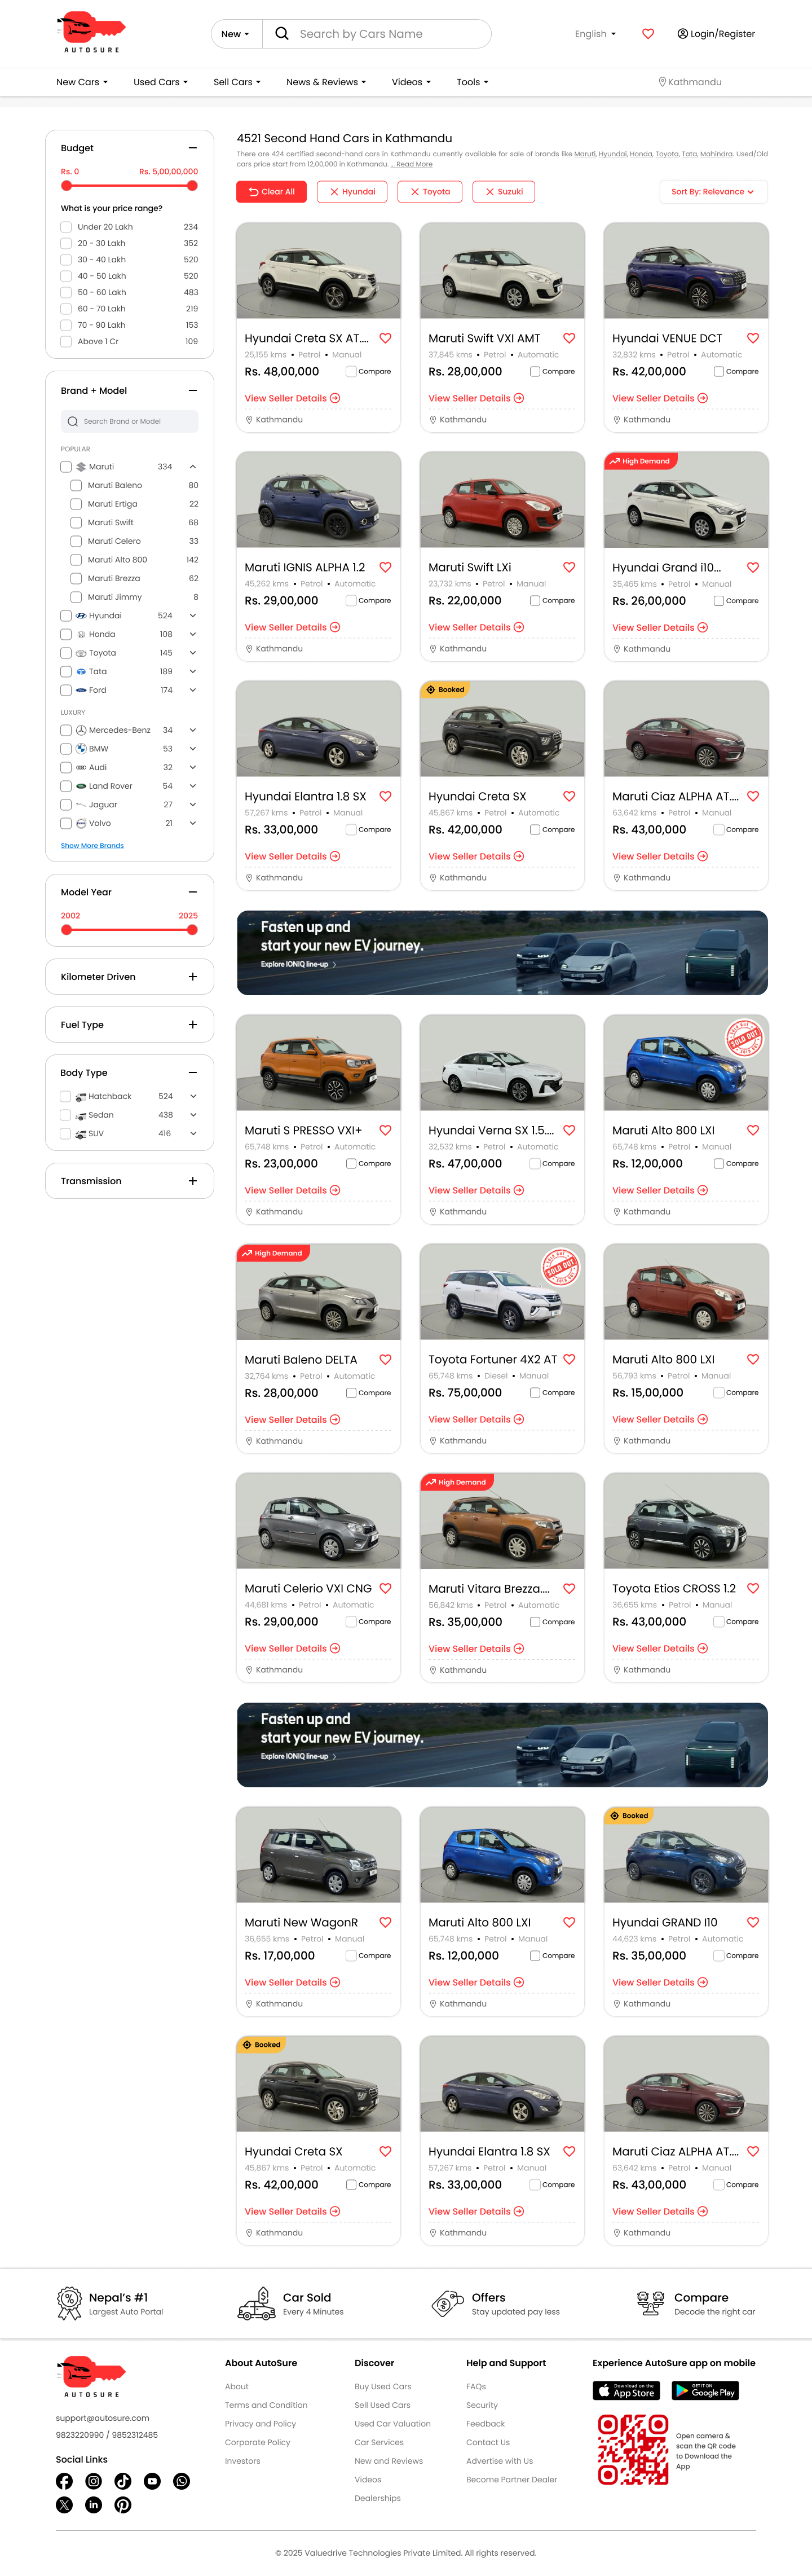 AUTOSURE
New
Search by Cars Name
English
Login/Register
New Cars
Used Cars
Sell Cars
News & Reviews
Videos
Tools
Kathmandu
Budget
Rs. 0
Rs. 5,00,00,000
What is your price range?
Under 20 Lakh 234
20 - 30 Lakh 352
30 - 40 Lakh 520
40 - 50 Lakh 520
50 - 60 Lakh 483
60 - 70 Lakh 219
70 - 90 Lakh 153
Above 1 Cr 109
Brand + Model
Search Brand or Model
POPULAR
Maruti 334
Maruti Baleno 80
Maruti Ertiga 22
Maruti Swift 68
Maruti Celero 33
Maruti Alto 800 142
Maruti Brezza 62
Maruti Jimmy 8
Hyundai 524
Honda 108
Toyota 145
Tata 189
Ford 174
LUXURY
Mercedes-Benz 34
BMW 53
Audi 32
Land Rover 54
Jaguar 27
Volvo 21
Show More Brands
Model Year
2002
2025
Kilometer Driven
Fuel Type
Body Type
Hatchback 524
Sedan 438
SUV 416
Transmission
4521 Second Hand Cars in Kathmandu
There are 424 certified second-hand cars in Kathmandu currently available for sale of brands like Maruti, Hyundai, Honda, Toyota, Tata, Mahindra. Used/Old
cars price start from 12,00,000 in Kathmandu. ... Read More
Clear All
Hyundai
Toyota
Suzuki
Sort By: Relevance
Hyundai Creta SX AT....
25,155 kms • Petrol • Manual
Rs. 48,00,000
Compare
View Seller Details
Kathmandu
Maruti Swift VXI AMT
37,845 kms • Petrol • Automatic
Rs. 28,00,000
Compare
View Seller Details
Kathmandu
Hyundai VENUE DCT
32,832 kms • Petrol • Automatic
Rs. 42,00,000
Compare
View Seller Details
Kathmandu
Maruti IGNIS ALPHA 1.2
45,262 kms • Petrol • Automatic
Rs. 29,00,000
Compare
View Seller Details
Kathmandu
Maruti Swift LXi
23,732 kms • Petrol • Manual
Rs. 22,00,000
Compare
View Seller Details
Kathmandu
High Demand
Hyundai Grand i10...
35,465 kms • Petrol • Manual
Rs. 26,00,000
Compare
View Seller Details
Kathmandu
Hyundai Elantra 1.8 SX
57,267 kms • Petrol • Manual
Rs. 33,00,000
Compare
View Seller Details
Kathmandu
Booked
Hyundai Creta SX
45,867 kms • Petrol • Automatic
Rs. 42,00,000
Compare
View Seller Details
Kathmandu
Maruti Ciaz ALPHA AT....
63,642 kms • Petrol • Manual
Rs. 43,00,000
Compare
View Seller Details
Kathmandu
Fasten up and
start your new EV journey.
Explore IONIQ line-up
Maruti S PRESSO VXI+
65,748 kms • Petrol • Automatic
Rs. 23,00,000
Compare
View Seller Details
Kathmandu
Hyundai Verna SX 1.5....
32,532 kms • Petrol • Automatic
Rs. 47,00,000
Compare
View Seller Details
Kathmandu
SOLD OUT
Maruti Alto 800 LXI
65,748 kms • Petrol • Manual
Rs. 12,00,000
Compare
View Seller Details
Kathmandu
High Demand
Maruti Baleno DELTA
32,764 kms • Petrol • Automatic
Rs. 28,00,000
Compare
View Seller Details
Kathmandu
SOLD OUT
Toyota Fortuner 4X2 AT
65,748 kms • Diesel • Manual
Rs. 75,00,000
Compare
View Seller Details
Kathmandu
Maruti Alto 800 LXI
56,793 kms • Petrol • Manual
Rs. 15,00,000
Compare
View Seller Details
Kathmandu
Maruti Celerio VXI CNG
44,681 kms • Petrol • Automatic
Rs. 29,00,000
Compare
View Seller Details
Kathmandu
High Demand
Maruti Vitara Brezza....
56,842 kms • Petrol • Automatic
Rs. 35,00,000
Compare
View Seller Details
Kathmandu
Toyota Etios CROSS 1.2
36,655 kms • Petrol • Manual
Rs. 43,00,000
Compare
View Seller Details
Kathmandu
Fasten up and
start your new EV journey.
Explore IONIQ line-up
Maruti New WagonR
36,655 kms • Petrol • Manual
Rs. 17,00,000
Compare
View Seller Details
Kathmandu
Maruti Alto 800 LXI
65,748 kms • Petrol • Manual
Rs. 12,00,000
Compare
View Seller Details
Kathmandu
Booked
Hyundai GRAND I10
44,623 kms • Petrol • Automatic
Rs. 35,00,000
Compare
View Seller Details
Kathmandu
Booked
Hyundai Creta SX
45,867 kms • Petrol • Automatic
Rs. 42,00,000
Compare
View Seller Details
Kathmandu
Hyundai Elantra 1.8 SX
57,267 kms • Petrol • Manual
Rs. 33,00,000
Compare
View Seller Details
Kathmandu
Maruti Ciaz ALPHA AT....
63,642 kms • Petrol • Manual
Rs. 43,00,000
Compare
View Seller Details
Kathmandu
Nepal's #1
Largest Auto Portal
Car Sold
Every 4 Minutes
Offers
Stay updated pay less
Compare
Decode the right car
AUTOSURE
support@autosure.com
9823220990 / 9852312485
Social Links
About AutoSure
About
Terms and Condition
Privacy and Policy
Corporate Policy
Investors
Discover
Buy Used Cars
Sell Used Cars
Used Car Valuation
Car Services
New and Reviews
Videos
Dealerships
Help and Support
FAQs
Security
Feedback
Contact Us
Advertise with Us
Become Partner Dealer
Experience AutoSure app on mobile
Download on the
App Store
GET IT ON
Google Play
Open camera &
scan the QR code
to Download the
App
© 2025 Valuedrive Technologies Private Limited. All rights reserved.